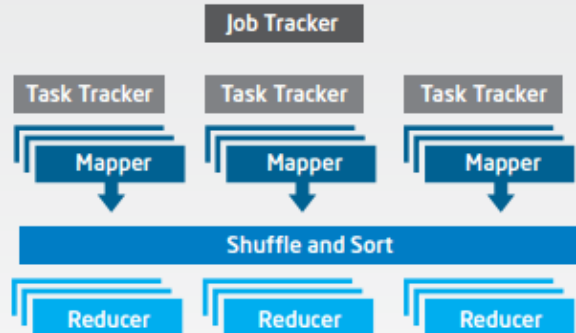 Job Tracker
Task Tracker Task Tracker Task Tracker
Mapper Mapper Mapper
Shuffle and Sort
Reducer Reducer Reducer